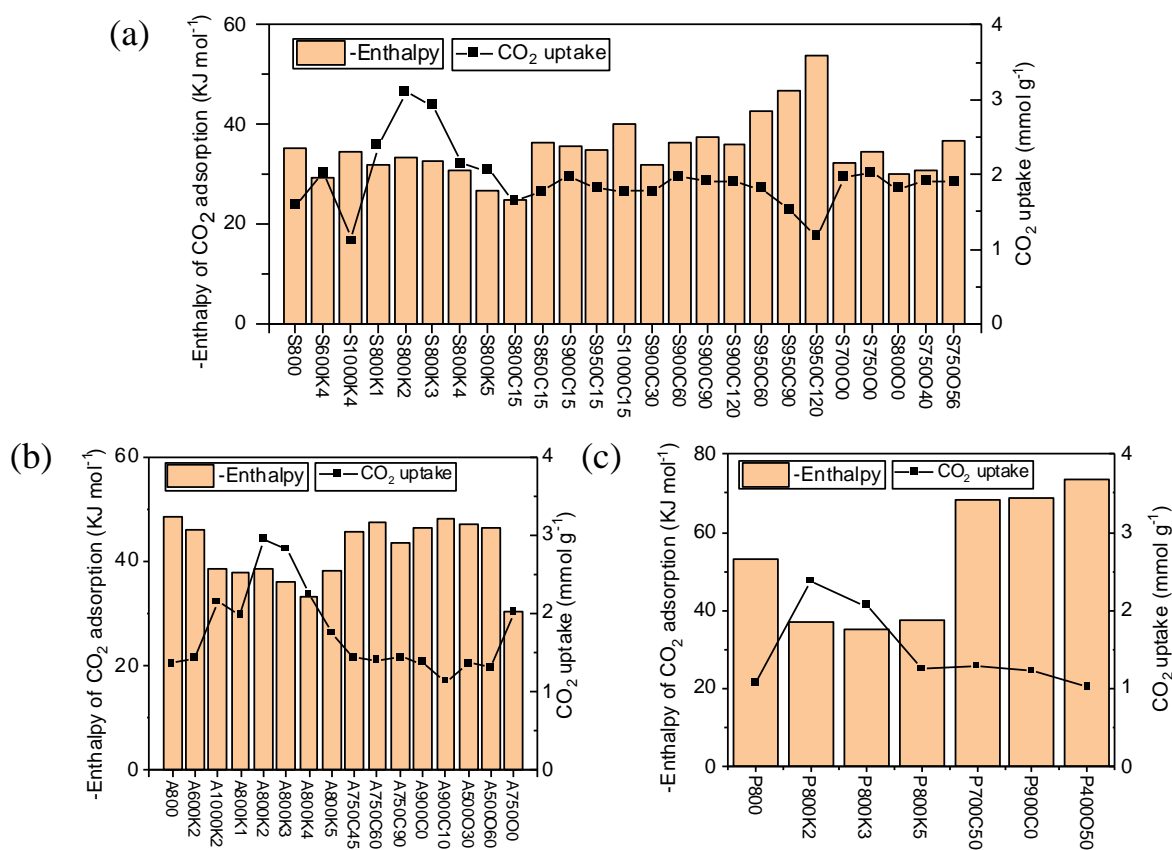 (a)
-Enthalpy
CO2 uptake
-Enthalpy of CO2 adsorption (KJ mol-1)
60
40
20
0
4
3
2
1
0
CO2 uptake (mmol g-1)
S800
S600K4
S1000K4
S800K1
S800K2
S800K3
S800K4
S800K5
S800C15
S850C15
S900C15
S950C15
S1000C15
S900C30
S900C60
S900C90
S900C120
S950C60
S950C90
S950C120
S700O0
S750O0
S800O0
S750O40
S750O56
(b)
-Enthalpy
CO2 uptake
-Enthalpy of CO2 adsorption (KJ mol-1)
60
40
20
0
4
3
2
1
0
CO2 uptake (mmol g-1)
A800
A600K2
A1000K2
A800K1
A800K2
A800K3
A800K4
A800K5
A750C45
A750C60
A750C90
A900C0
A900C10
A500O30
A500O60
A750O0
(c)
-Enthalpy
CO2 uptake
-Enthalpy of CO2 adsorption (KJ mol-1)
80
60
40
20
0
4
3
2
1
0
CO2 uptake (mmol g-1)
P800
P800K2
P800K3
P800K5
P700C50
P900C0
P400O50